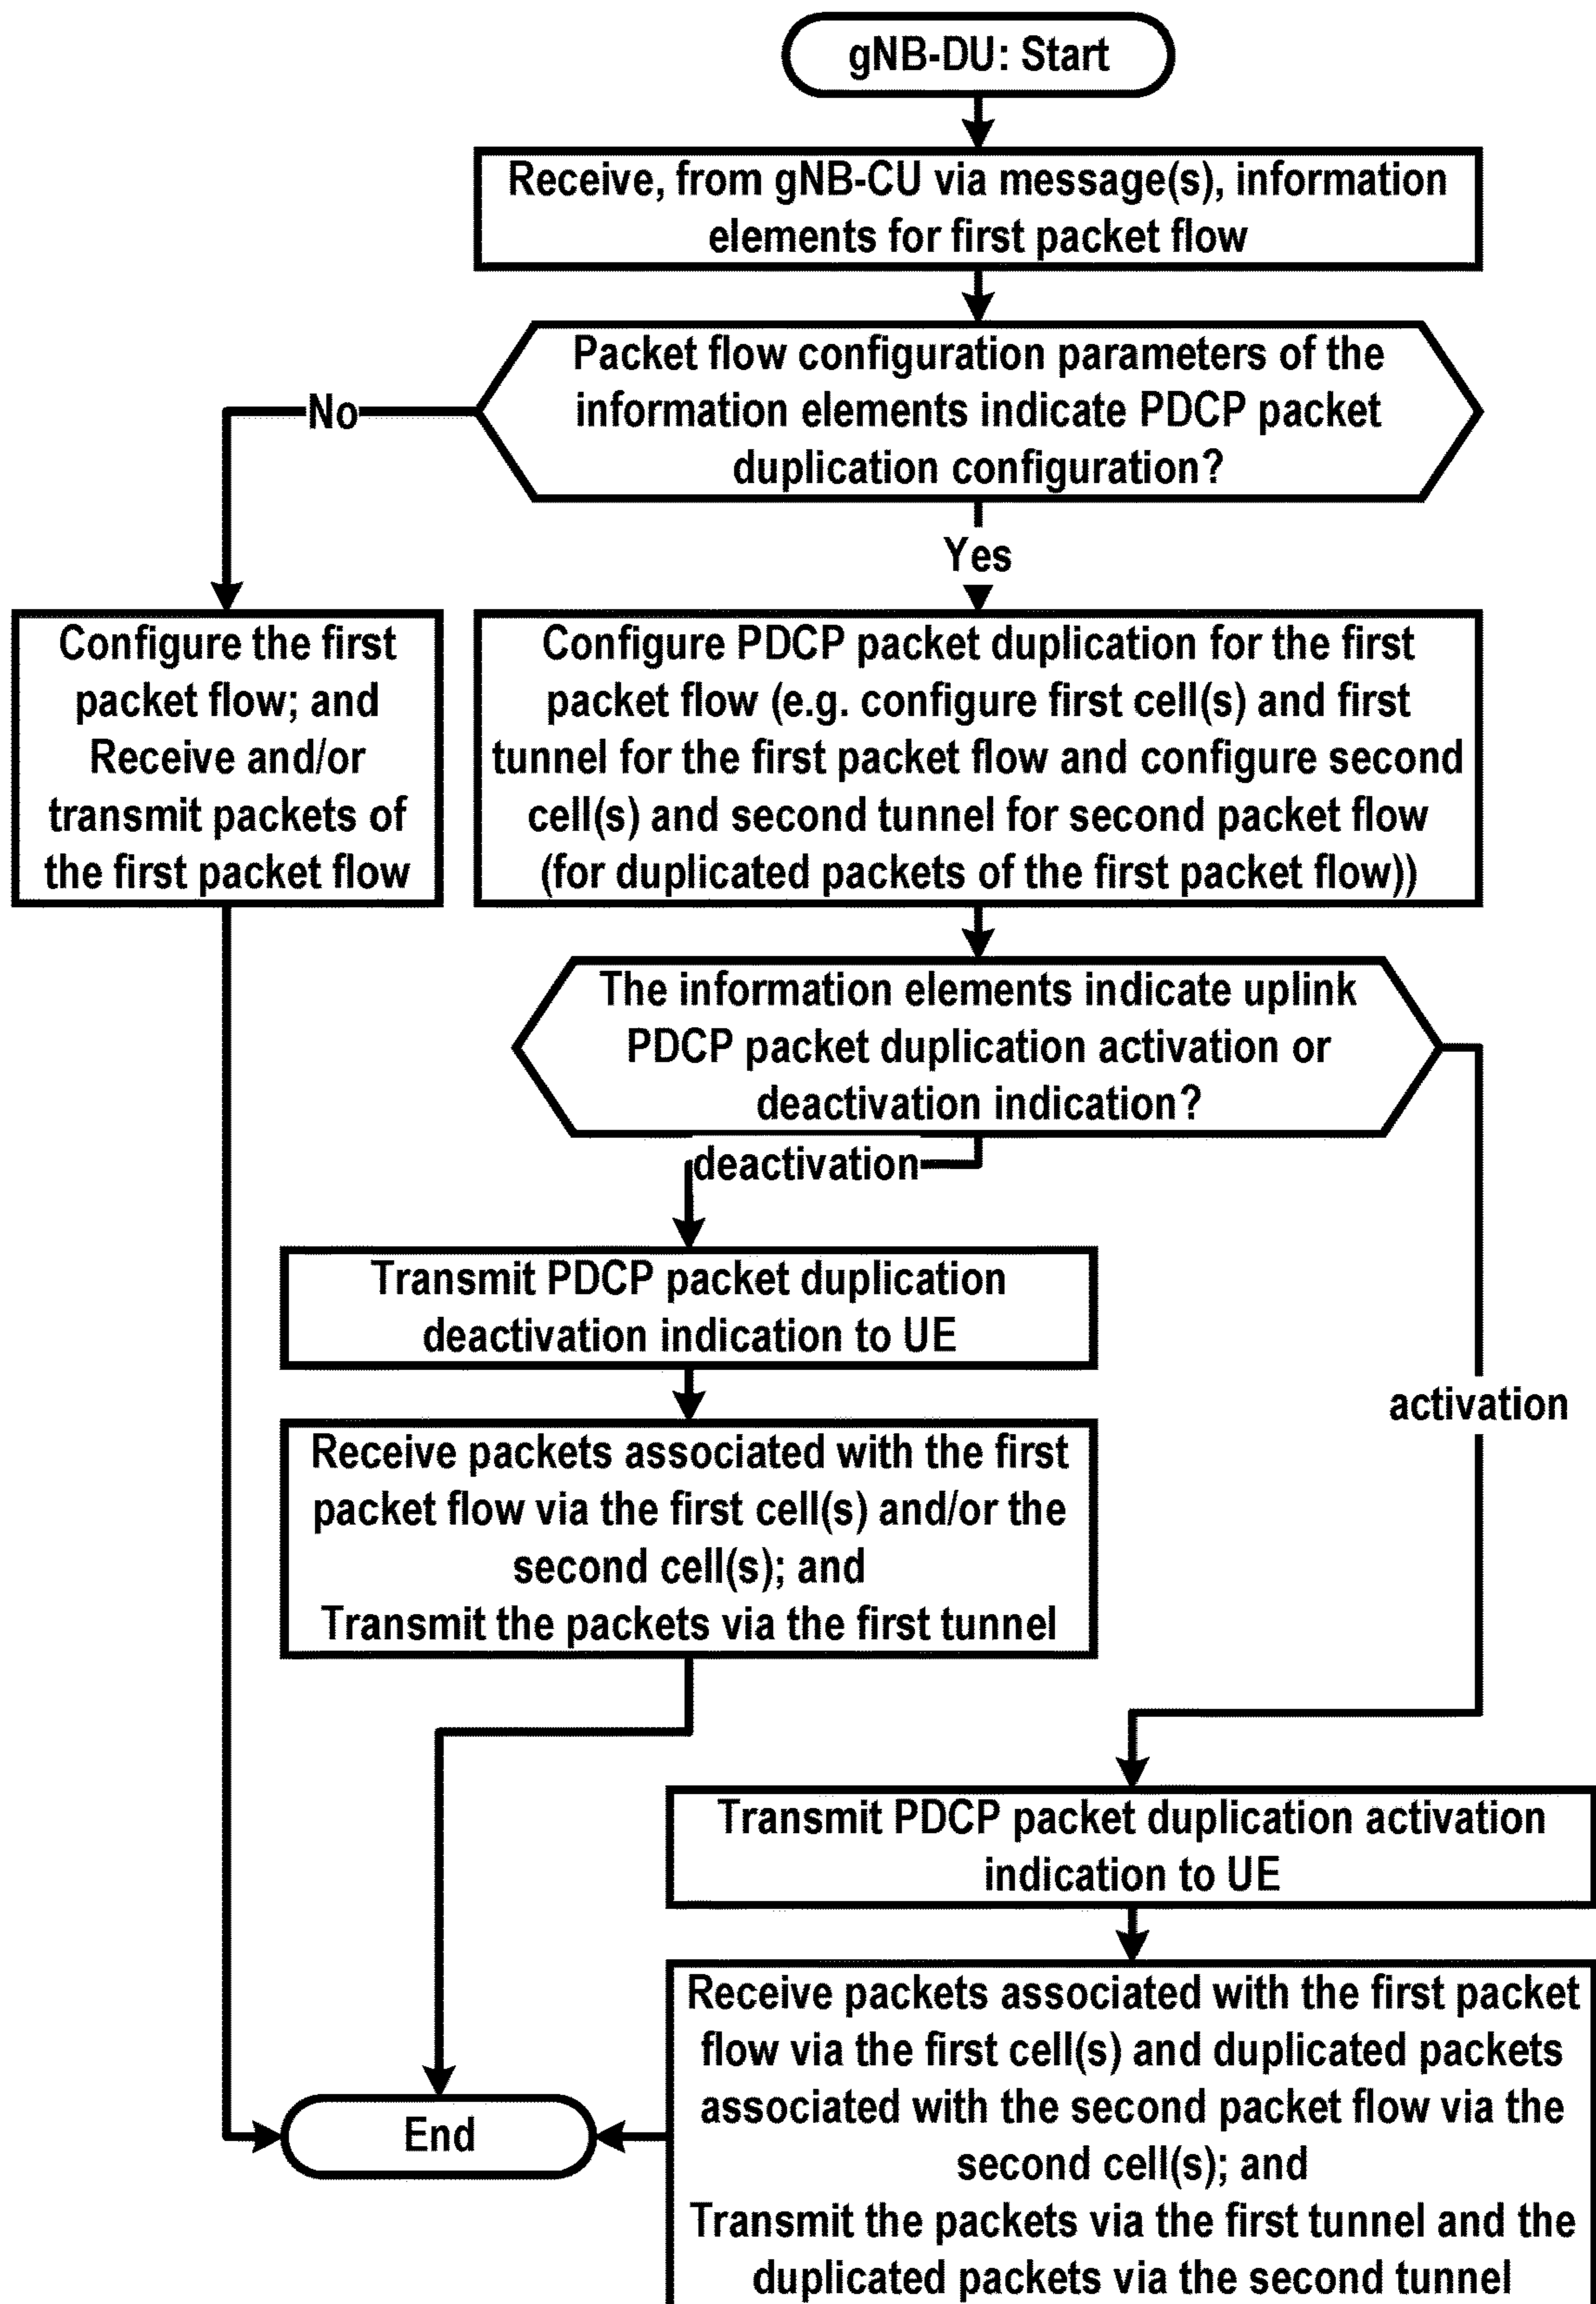 gNB-DU: Start
Receive, from gNB-CU via message(s), information
elements for first packet flow
Packet flow configuration parameters of the
information elements indicate PDCP packet
duplication configuration?
No
Yes
Configure the first
packet flow; and
Receive and/or
transmit packets of
the first packet flow
Configure PDCP packet duplication for the first
packet flow (e.g. configure first cell(s) and first
tunnel for the first packet flow and configure second
cell(s) and second tunnel for second packet flow
(for duplicated packets of the first packet flow))
The information elements indicate uplink
PDCP packet duplication activation or
deactivation indication?
deactivation
Transmit PDCP packet duplication
deactivation indication to UE
activation
Receive packets associated with the first
packet flow via the first cell(s) and/or the
second cell(s); and
Transmit the packets via the first tunnel
Transmit PDCP packet duplication activation
indication to UE
Receive packets associated with the first packet
flow via the first cell(s) and duplicated packets
associated with the second packet flow via the
second cell(s); and
Transmit the packets via the first tunnel and the
duplicated packets via the second tunnel
End